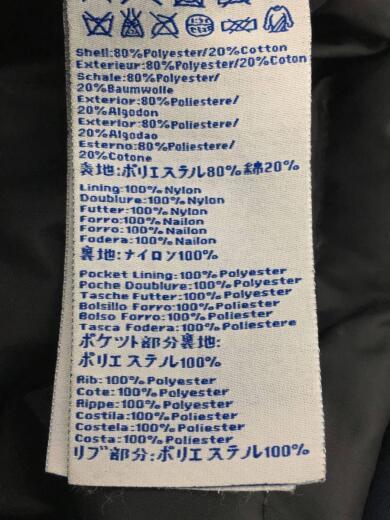 Shell:80%Polyester/20%Cotton
Exterieur:80%Polyester/20%Coton
Schale:80%Polyester/
20%Baumwolle
Exterior:80%Poliestere/
20%Algodon
Exterior:80%Poliestere/
20%Algodao
Esterno:80%Poliestere/
20%Cotone
表地:ポリエステル80%綿20%
Lining:100%Nylon
Doublure:100%Nylon
Futter:100%Nylon
Forro:100%Nailon
Forro:100%Nailon
Fodera:100%Nailon
裏地:ナイロン100%
Pocket Lining:100%Polyester
Poche Doublure:100%Polyester
Tasche Futter:100%Polyester
Bolsillo Forro:100%Poliester
Bolso Forro:100%Poliester
Tasca Fodera:100%Poliestere
ポケット部分裏地:
ポリエステル100%
Rib:100%Polyester
Cote:100%Polyester
Rippe:100%Polyester
Costila:100%Poliester
Costela:100%Poliester
Costa:100%Poliester
リブ部分:ポリエステル100%